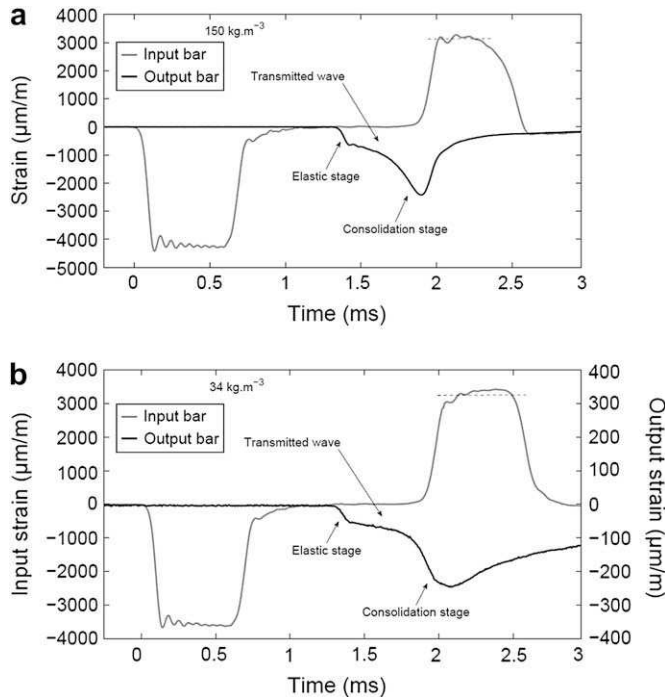 a
150 kg.m⁻³
Input bar
Output bar
Transmitted wave
Elastic stage
Consolidation stage
Strain (µm/m)
4000
3000
2000
1000
0
-1000
-2000
-3000
-4000
-5000
0 0.5 1 1.5 2 2.5 3
Time (ms)
b
34 kg.m⁻³
Input bar
Output bar
Transmitted wave
Elastic stage
Consolidation stage
Input strain (µm/m)
4000
3000
2000
1000
0
-1000
-2000
-3000
-4000
400
300
200
100
0
100
200
300
400
Output strain (µm/m)
0 0.5 1 1.5 2 2.5 3
Time (ms)